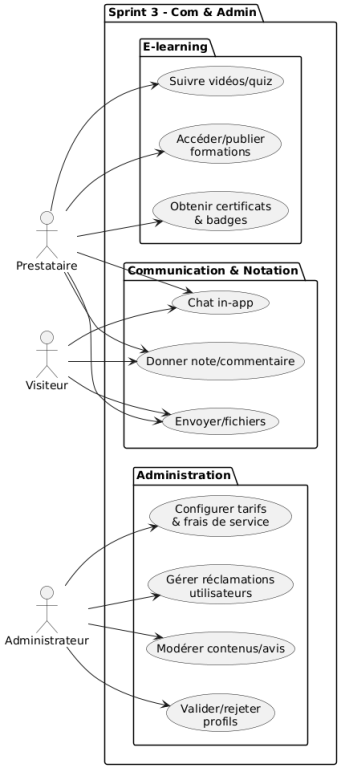 Sprint 3 - Com & Admin
E-learning
Suivre vidéos/quiz
Accéder/publier
formations
Obtenir certificats
& badges
Prestataire
Communication & Notation
Chat in-app
Visiteur
Donner note/commentaire
Envoyer/fichiers
Administration
Configurer tarifs
& frais de service
Gérer réclamations
utilisateurs
Administrateur
Modérer contenus/avis
Valider/rejeter
profils